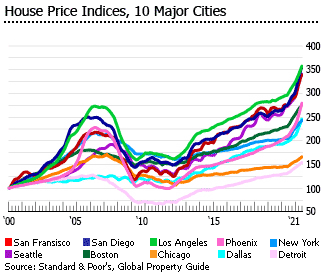 House Price Indices, 10 Major Cities
400
350
300
250
200
150
100
50
'00 '05 '10 '15 '21
San Fransisco San Diego Los Angeles Phoenix New York
Seattle Boston Chicago Dallas Detroit
Source: Standard & Poor's, Global Property Guide